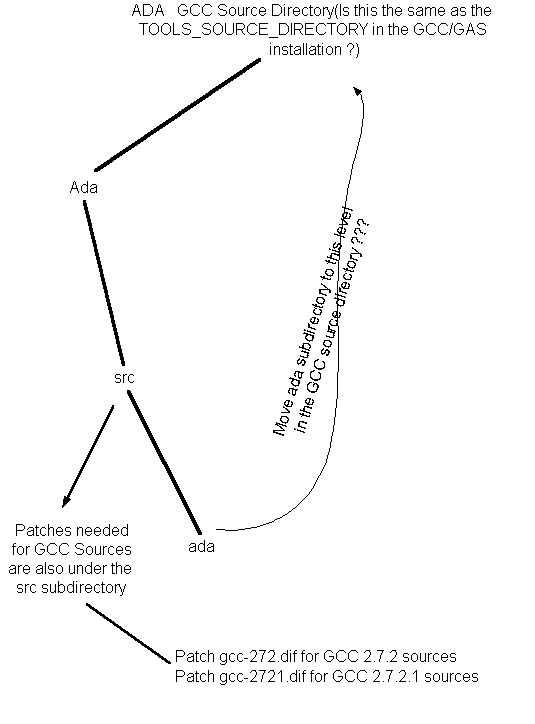 ADA GCC Source Directory(Is this the same as the
TOOLS_SOURCE_DIRECTORY in the GCC/GAS
installation ?)
Ada
Move ada subdirectory to this level
in the GCC source directory ???
src
Patches needed
for GCC Sources
are also under the
src subdirectory
ada
Patch gcc-272.dif for GCC 2.7.2 sources
Patch gcc-2721.dif for GCC 2.7.2.1 sources